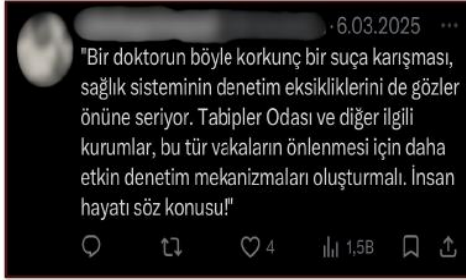 · 6.03.2025
"Bir doktorun böyle korkunç bir suça karışması,
sağlık sisteminin denetim eksikliklerini de gözler
önüne seriyor. Tabipler Odası ve diğer ilgili
kurumlar, bu tür vakaların önlenmesi için daha
etkin denetim mekanizmaları oluşturmalı. İnsan
hayatı söz konusu!"
4 1,5B